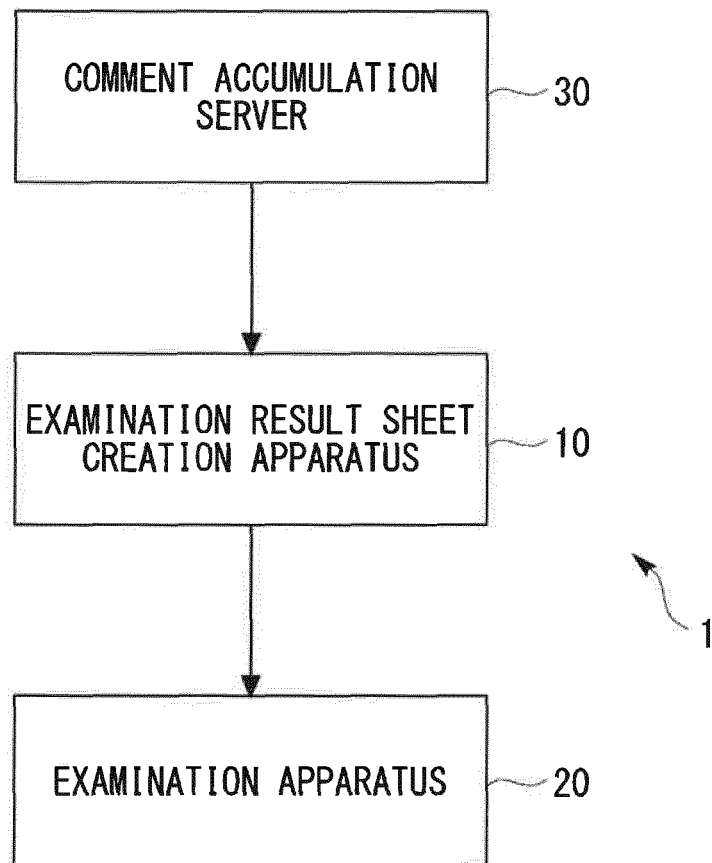 COMMENT ACCUMULATION
SERVER
30
EXAMINATION RESULT SHEET
CREATION APPARATUS
10
1
EXAMINATION APPARATUS
20